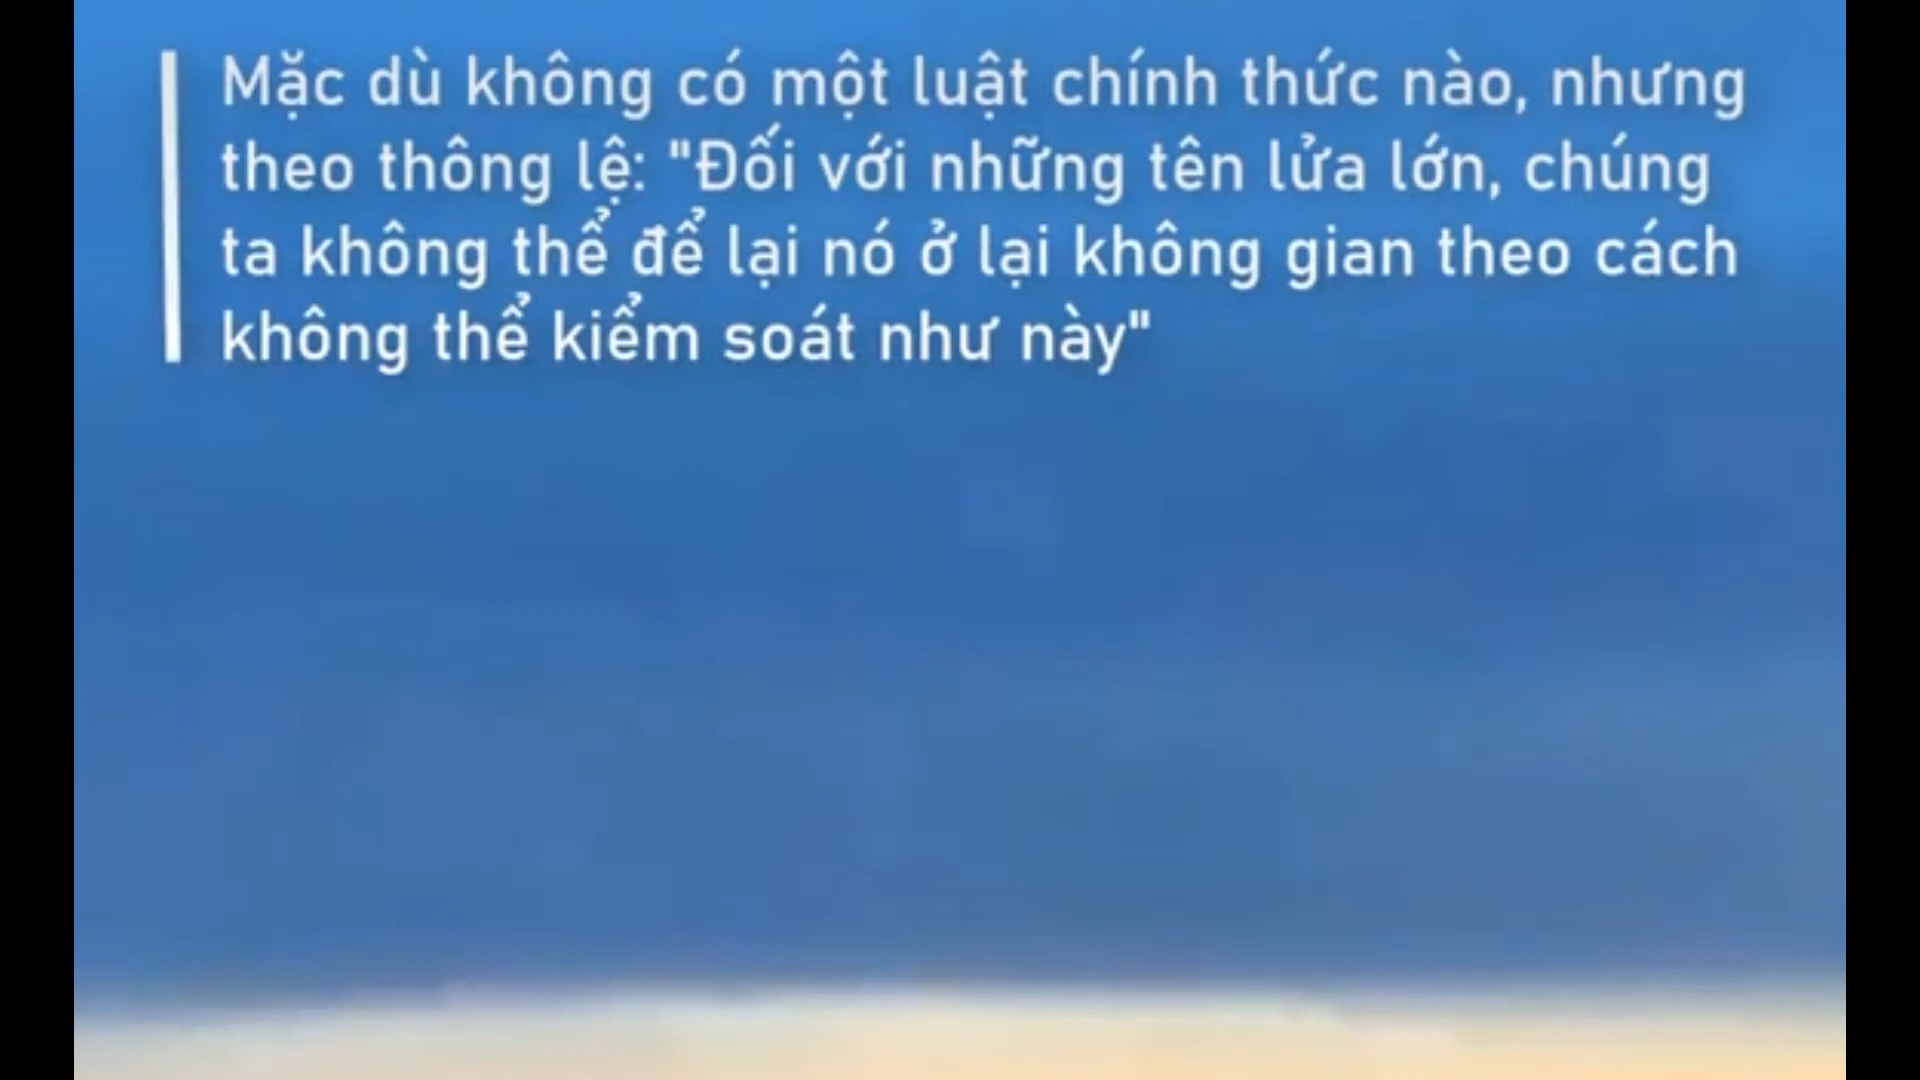 Mặc dù không có một luật chính thức nào, nhưng
theo thông lệ: "Đối với những tên lửa lớn, chúng
ta không thể để lại nó ở lại không gian theo cách
không thể kiểm soát như này"